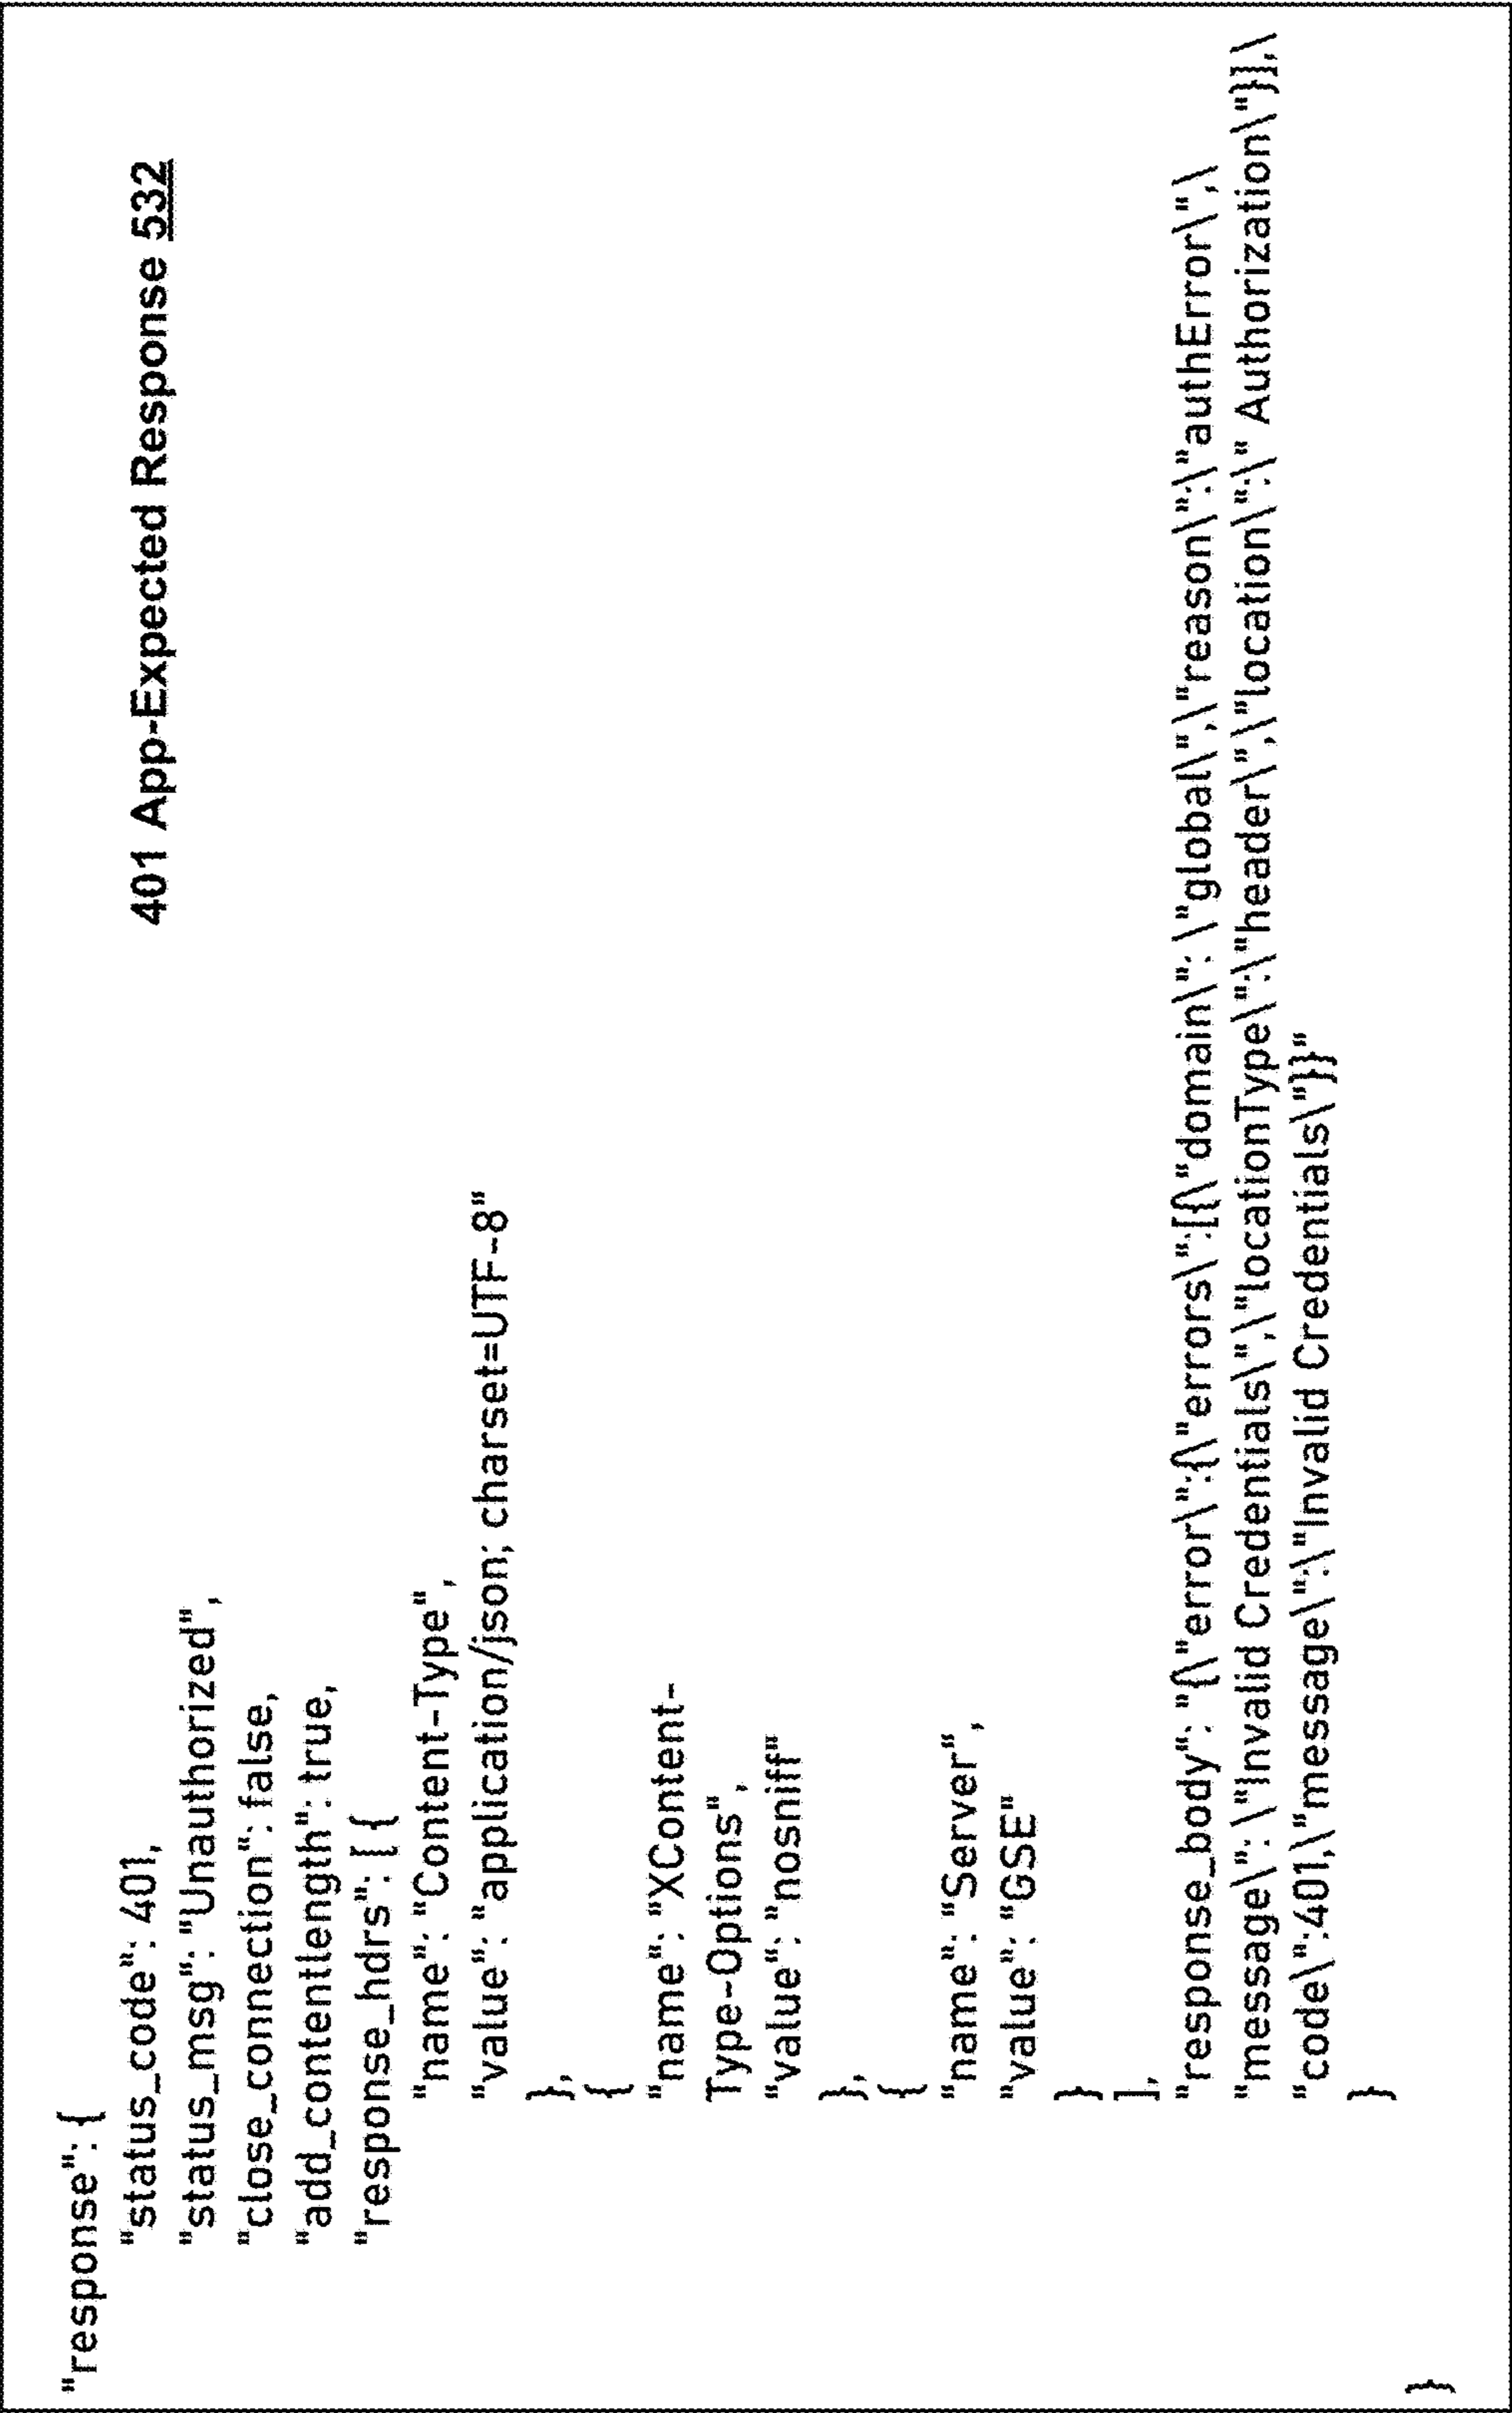 "response": {
401 App-Expected Response 532
"status_code": 401,
"status_msg": "Unauthorized",
"close_connection": false,
"add_contentlength": true,
"response_hdrs": [ {
"name": "Content-Type",
"value": "application/json; charset=UTF-8"
},
{
"name": "XContent-
Type-Options",
"value": "nosniff"
},
{
"name": "Server",
"value": "GSE"
}
],
"response_body": "{\"error\":{\"errors\":[{\"domain\": \"global\",\"reason\":\"authError\",\
"message\": \"Invalid Credentials\",\"locationType\":\"header\",\"location\":\" Authorization\"}],\
"code\":401,\"message\":\"Invalid Credentials\"}}"
}
}